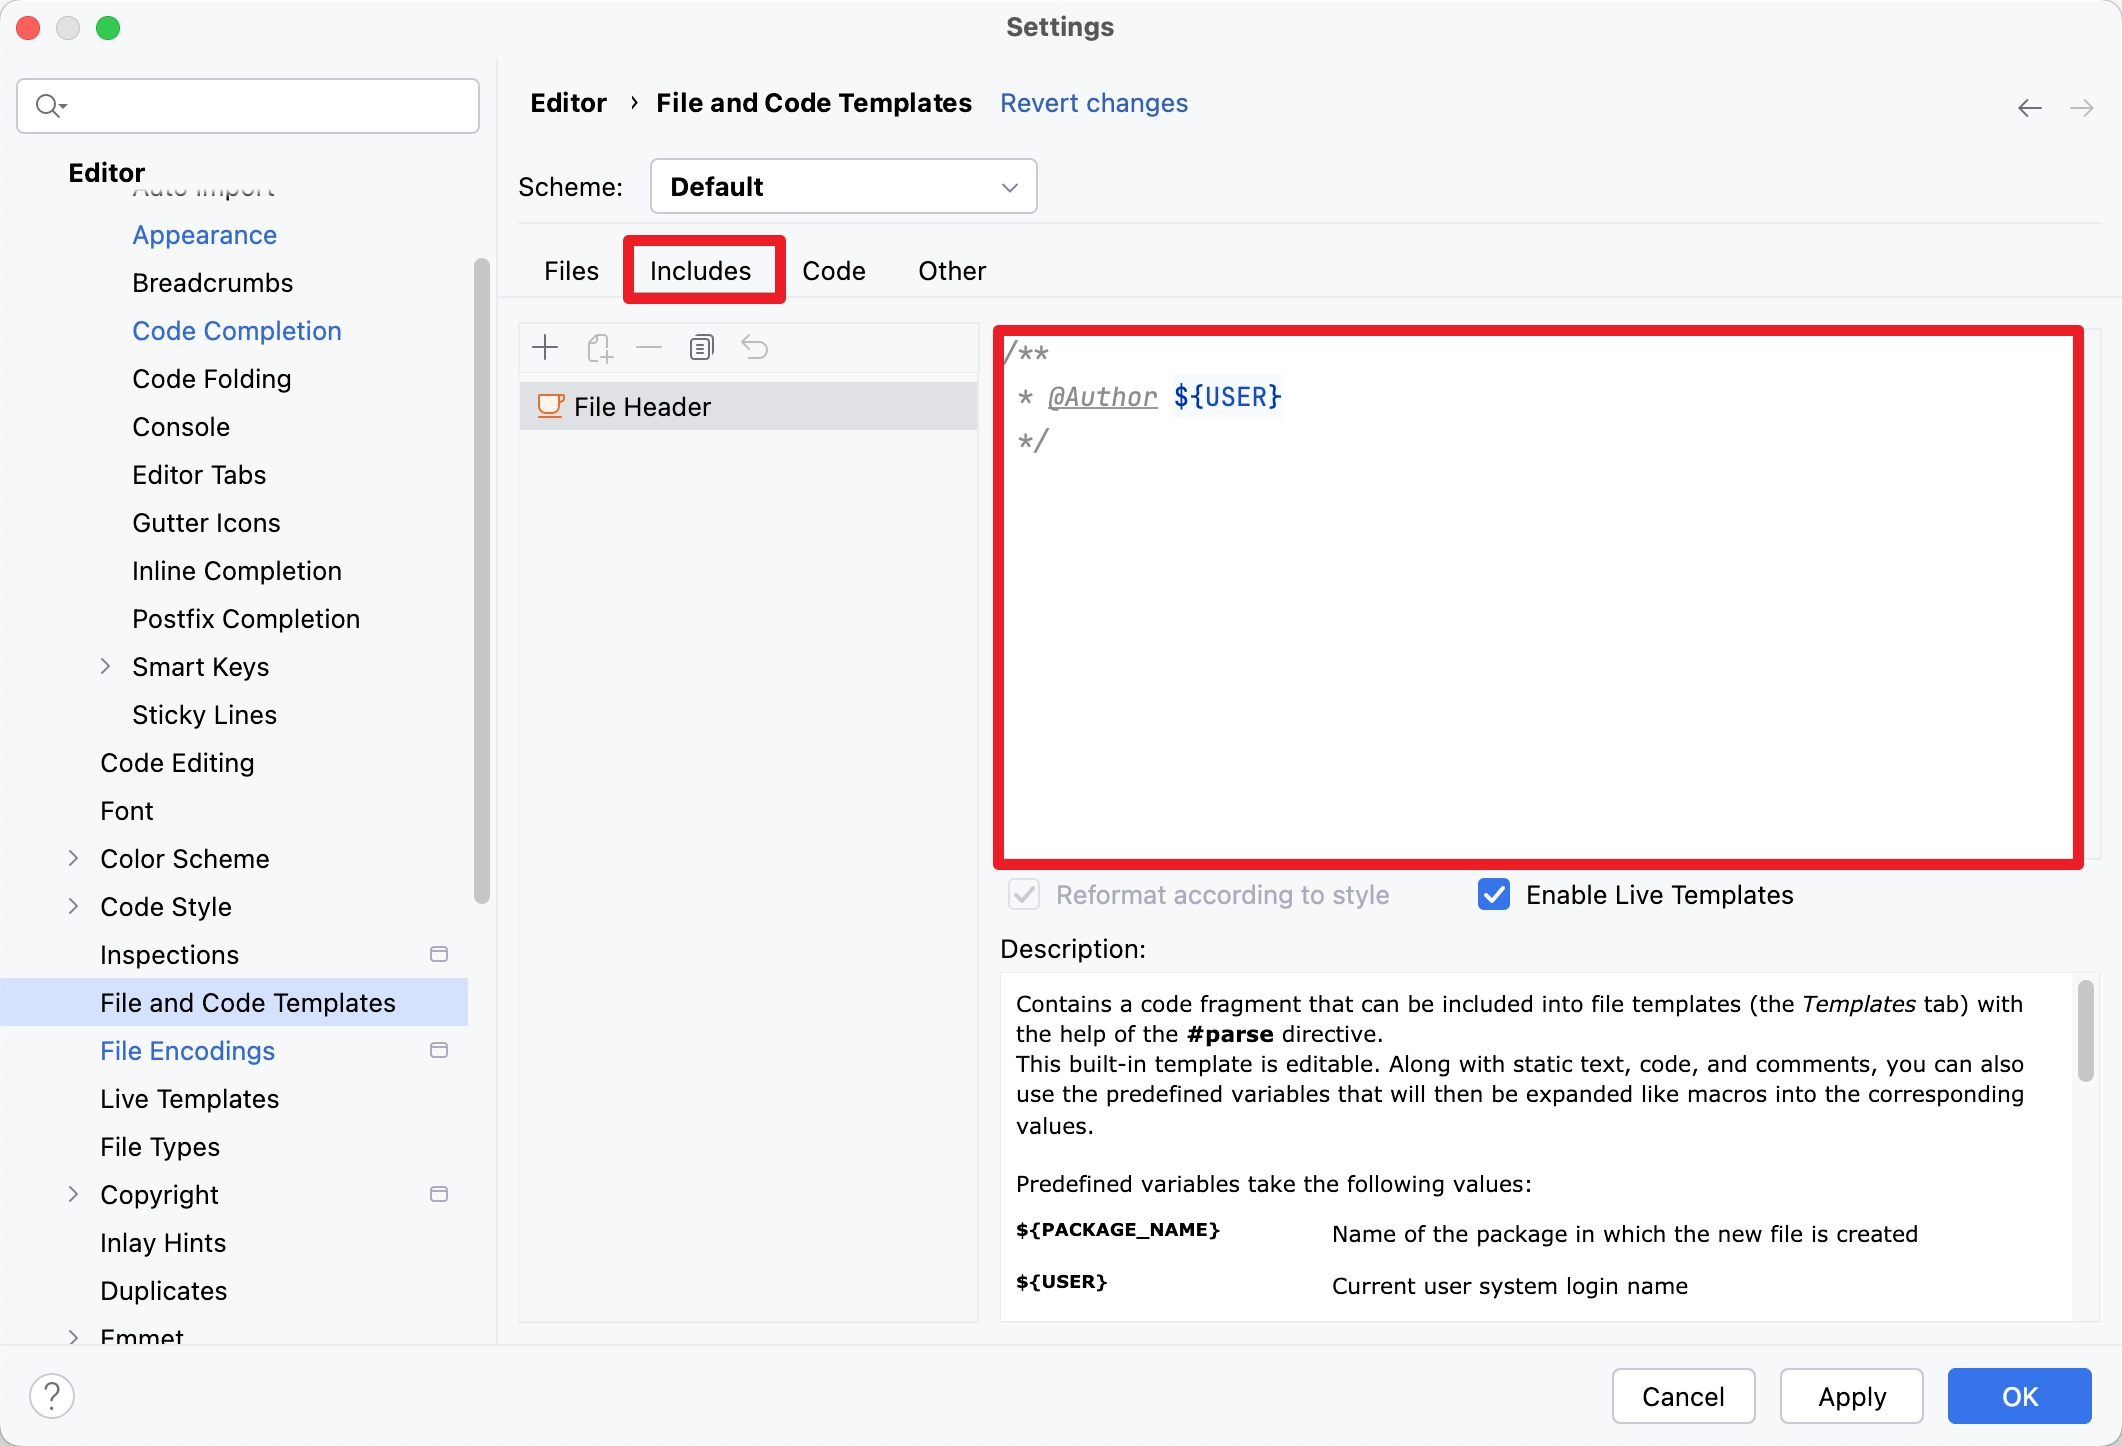 Settings
Editor
Auto Import
Appearance
Breadcrumbs
Code Completion
Code Folding
Console
Editor Tabs
Gutter Icons
Inline Completion
Postfix Completion
Smart Keys
Sticky Lines
Code Editing
Font
Color Scheme
Code Style
Inspections
File and Code Templates
File Encodings
Live Templates
File Types
Copyright
Inlay Hints
Duplicates
Emmet
Editor › File and Code Templates Revert changes
Scheme: Default
Files Includes Code Other
File Header
/**
* @Author ${USER}
*/
Reformat according to style Enable Live Templates
Description:
Contains a code fragment that can be included into file templates (the Templates tab) with
the help of the #parse directive.
This built-in template is editable. Along with static text, code, and comments, you can also
use the predefined variables that will then be expanded like macros into the corresponding
values.
Predefined variables take the following values:
${PACKAGE_NAME} Name of the package in which the new file is created
${USER} Current user system login name
? Cancel Apply OK